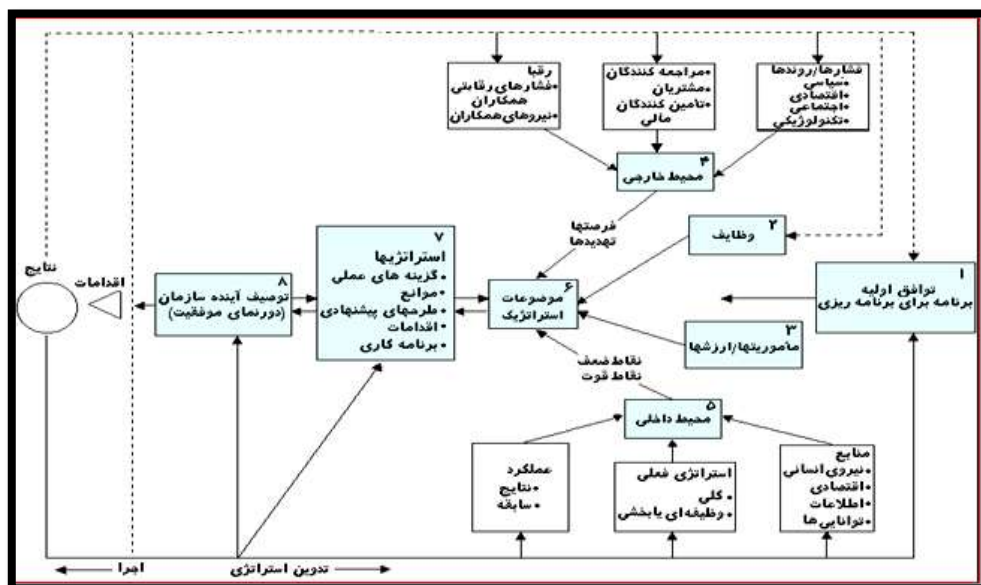 فشارها/روندها
•سیاسی
•اقتصادی
•اجتماعی
•تکنولوژیکی
•مراجعه کنندگان
•مشتریان
•تأمین کنندگان
مالی
رقبا
•فشارهای رقابتی
همکاران
•نیروهای همکاران
۴
محیط خارجی
فرصتها
تهدیدها
۲
وظایف
۱
توافق اولیه
برنامه برای برنامه ریزی
۳
مأموریتها/ارزشها
۶
موضوعات
استراتژیک
۷
استراتژیها
•گزینه های عملی
•موانع
•طرحهای پیشنهادی
•اقدامات
•برنامه کاری
۸
توصیف آینده سازمان
(دورنمای موفقیت)
اقدامات
نتایج
نقاط ضعف
نقاط قوت
۵
محیط داخلی
منابع
•نیروی انسانی
•اقتصادی
•اطلاعات
•توانایی ها
استراتژی فعلی
•کلی
•وظیفه ای یابخشی
عملکرد
•نتایج
•سابقه
تدوین استراتژی
اجرا